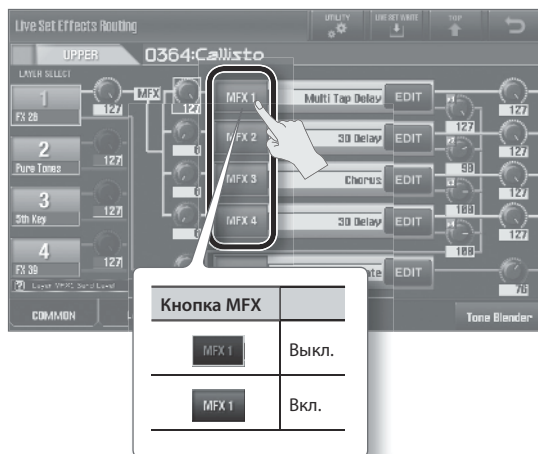 Live Set Effects Routing
UTILITY
LIVE SET WRITE
TOP
UPPER
0364:Callisto
LAYER SELECT
1
FX 28
127
MFX
127
MFX 1
Multi Tap Delay
EDIT
127
127
2
Pure Tones
127
0
MFX 2
3D Delay
EDIT
98
127
3
5th Key
127
0
MFX 3
Chorus
EDIT
127
4
FX 39
127
MFX 4
3D Delay
EDIT
127
EDIT
76
COMMON
Tone Blender
Кнопка MFX
MFX 1
Выкл.
MFX 1
Вкл.